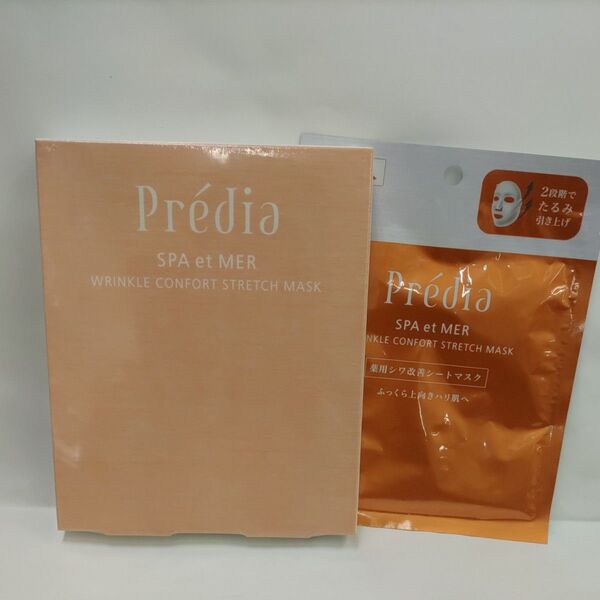 Prédia
SPA et MER
WRINKLE CONFORT STRETCH MASK
2段階で
たるみ
引き上げ
Prédia
SPA et MER
NKLE CONFORT STRETCH MASK
薬用シワ改善シートマスク
ふっくら上向きハリ肌へ